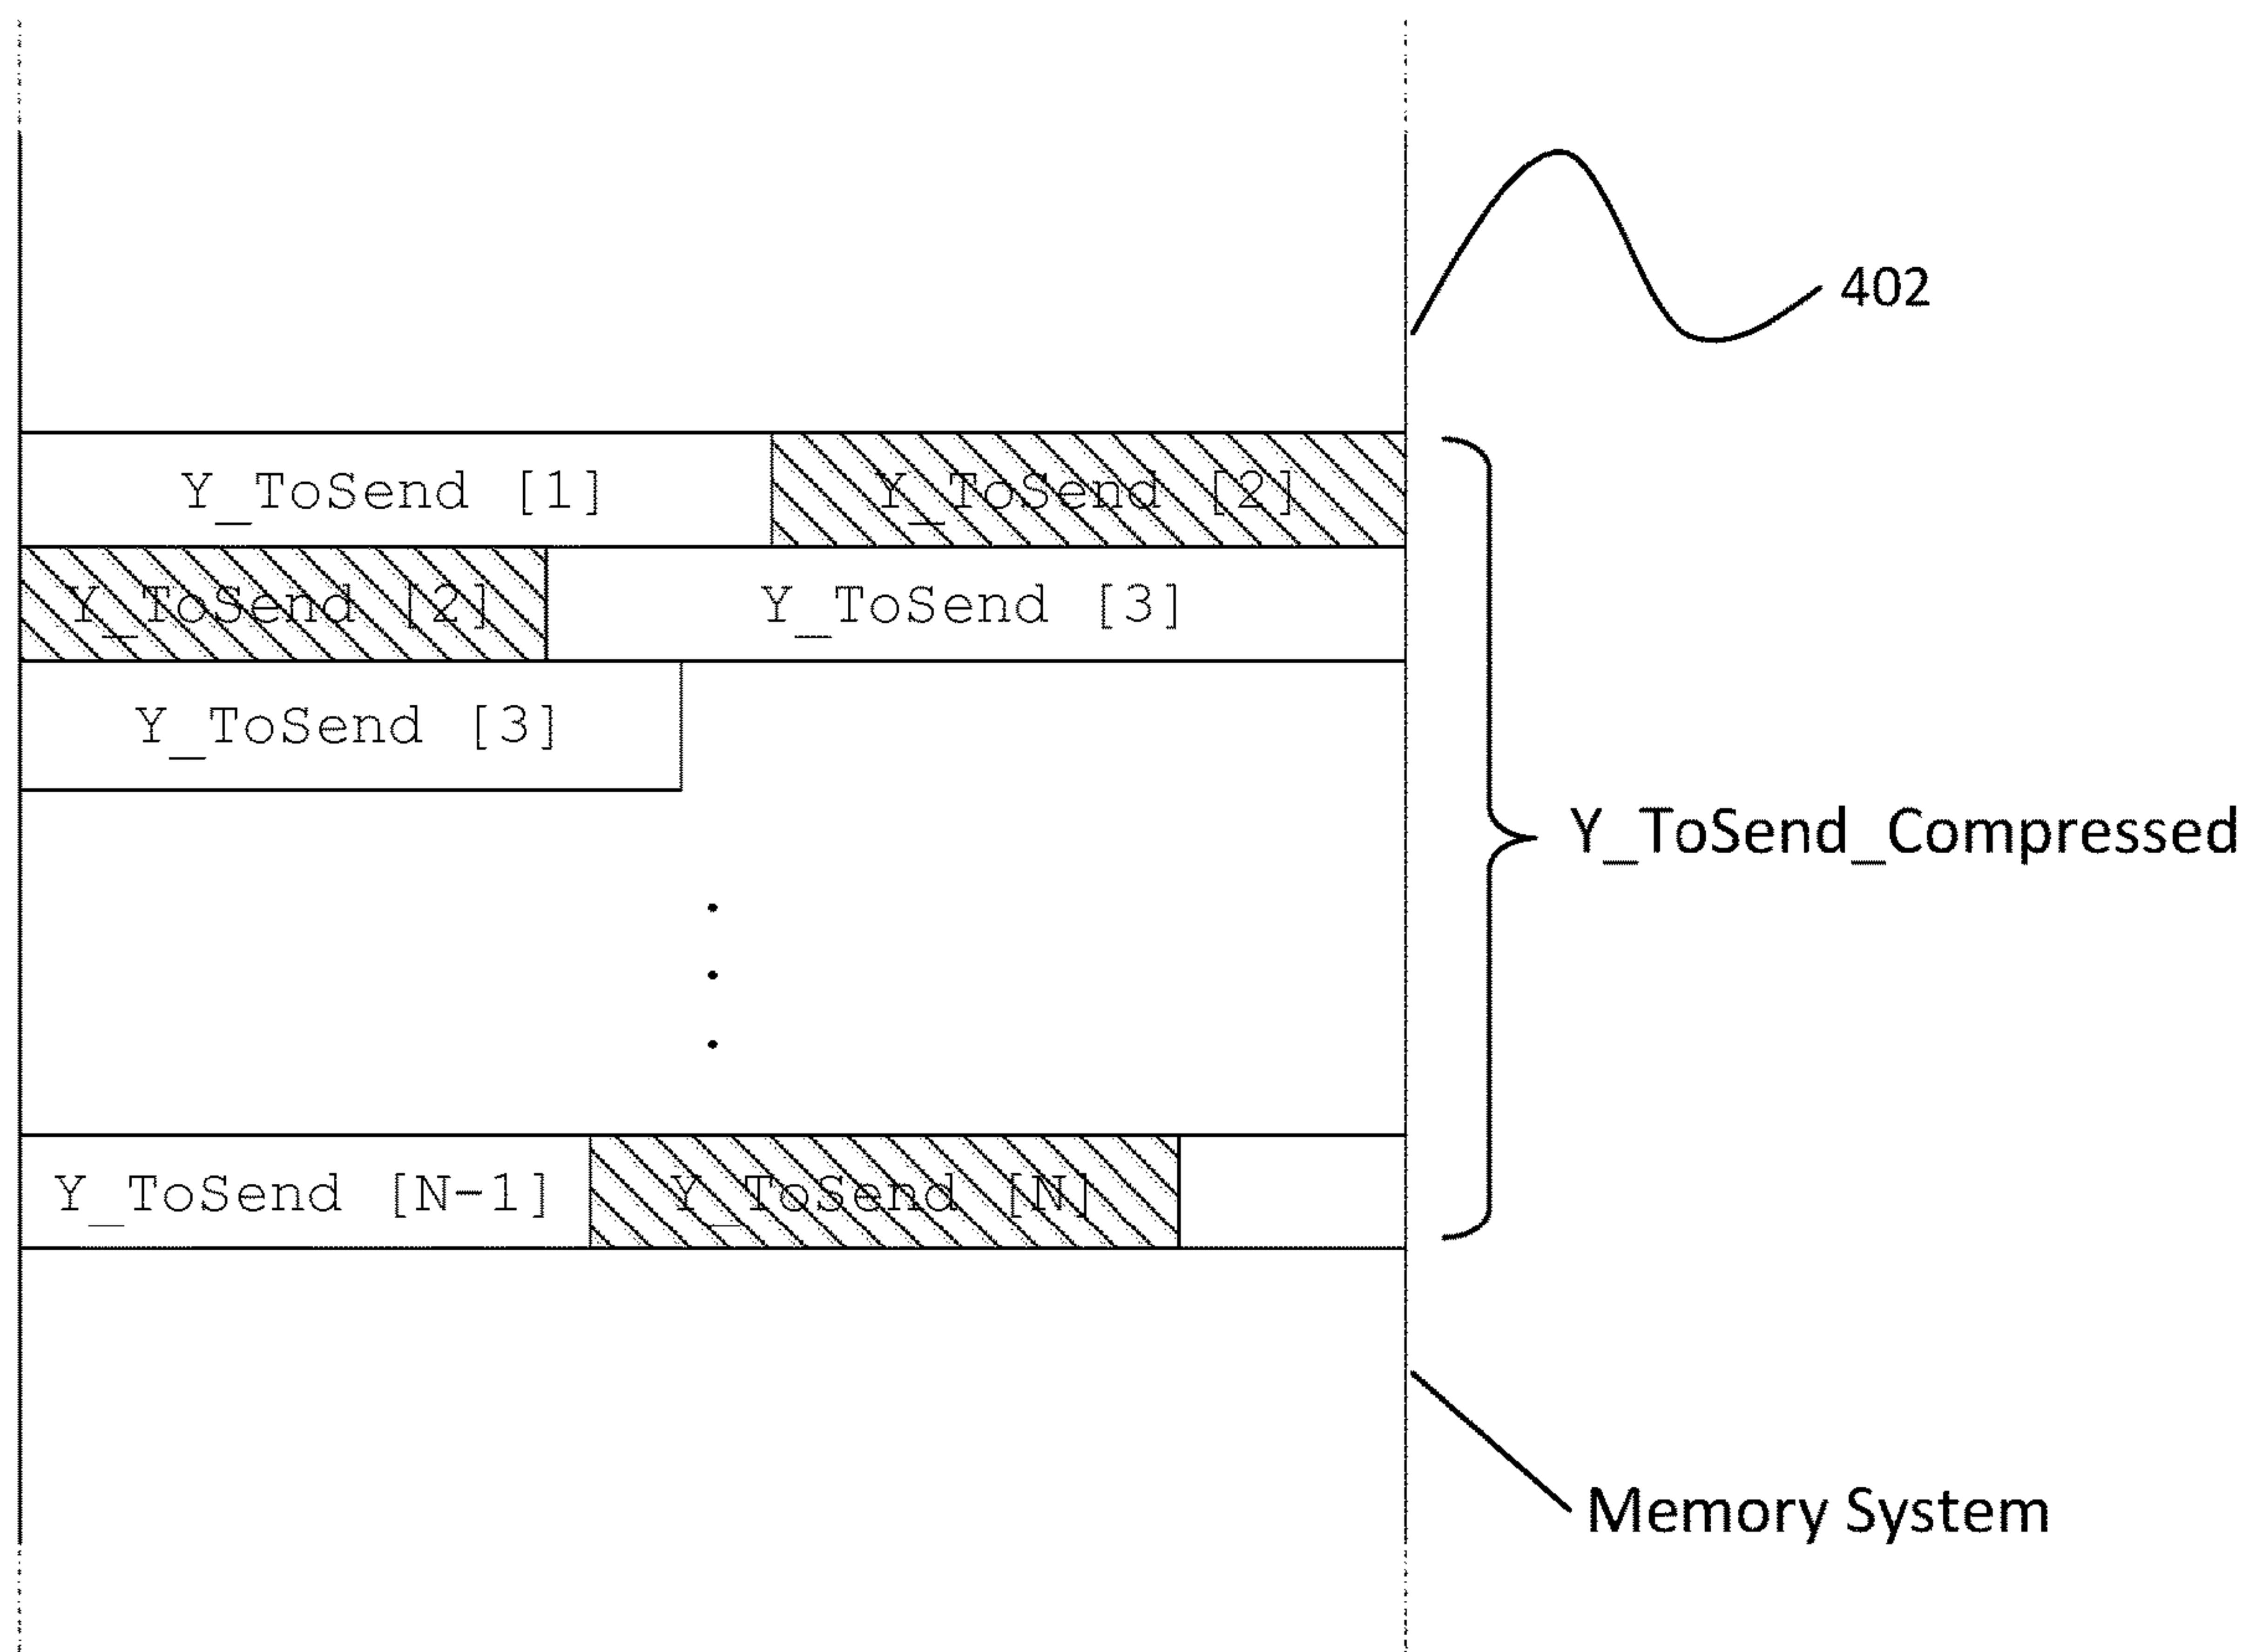 402
Y_ToSend [1] Y_ToSend [2]
Y_ToSend [2] Y_ToSend [3]
Y_ToSend [3]
Y_ToSend_Compressed
Y_ToSend [N-1] Y_ToSend [N]
Memory System